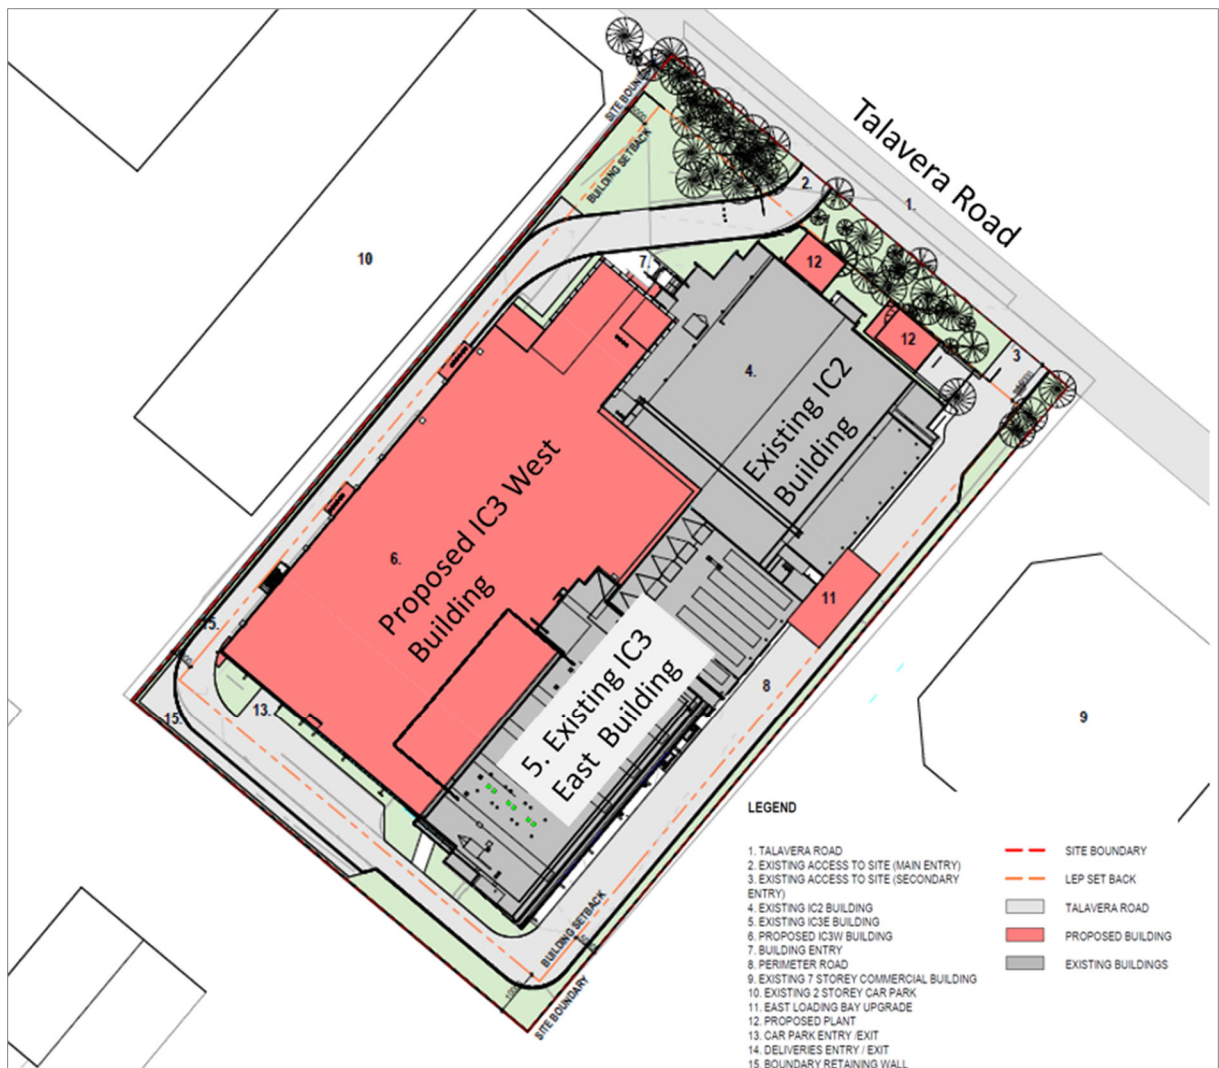 Talavera Road
SITE BOUN
BUILDING SETBACK
2.
1.
10
7.
12
12
3
4.
Existing IC2
Building
Proposed IC3 West
Building
6.
11
5. Existing IC3
East Building
8
9
15.
15.
13.
BUILDING SETBACK
SITE BOUNDARY
LEGEND
1. TALAVERA ROAD
2. EXISTING ACCESS TO SITE (MAIN ENTRY)
3. EXISTING ACCESS TO SITE (SECONDARY
ENTRY)
4. EXISTING IC2 BUILDING
5. EXISTING IC3E BUILDING
6. PROPOSED IC3W BUILDING
7. BUILDING ENTRY
8. PERIMETER ROAD
9. EXISTING 7 STOREY COMMERCIAL BUILDING
10. EXISTING 2 STOREY CAR PARK
11. EAST LOADING BAY UPGRADE
12. PROPOSED PLANT
13. CAR PARK ENTRY /EXIT
14. DELIVERIES ENTRY / EXIT
15. BOUNDARY RETAINING WALL
SITE BOUNDARY
LEP SET BACK
TALAVERA ROAD
PROPOSED BUILDING
EXISTING BUILDINGS